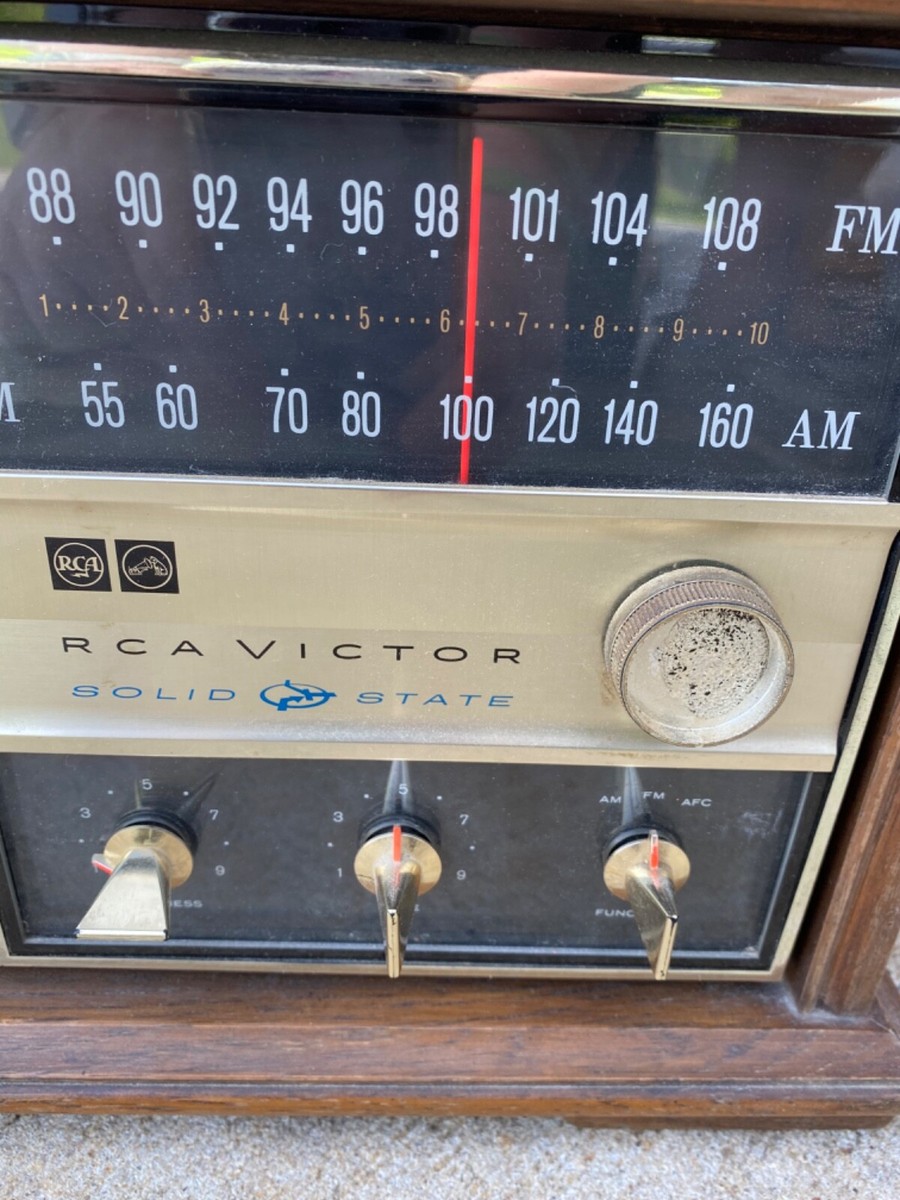 88 90 92 94 96 98 101 104 108 FM
1 2 3 4 5 6 7 8 9 10
55 60 70 80 100 120 140 160 AM
RCA
RCA VICTOR
SOLID STATE
3 5 7 9
1 3 5 7 9
AM FM AFC